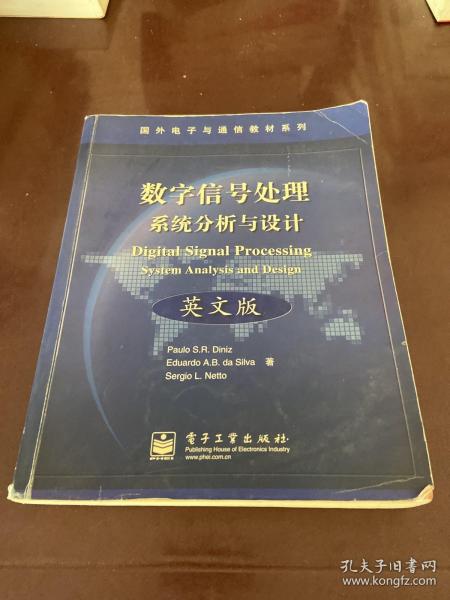 国外电子与通信教材系列
数字信号处理
系统分析与设计
Digital Signal Processing
System Analysis and Design
英文版
Paulo S.R. Diniz
Eduardo A.B. da Silva 著
Sergio L. Netto
PHEI
電子工業出版社
Publishing House of Electronics Industry
www.phei.com.cn
孔夫子旧书网
www.kongfz.com